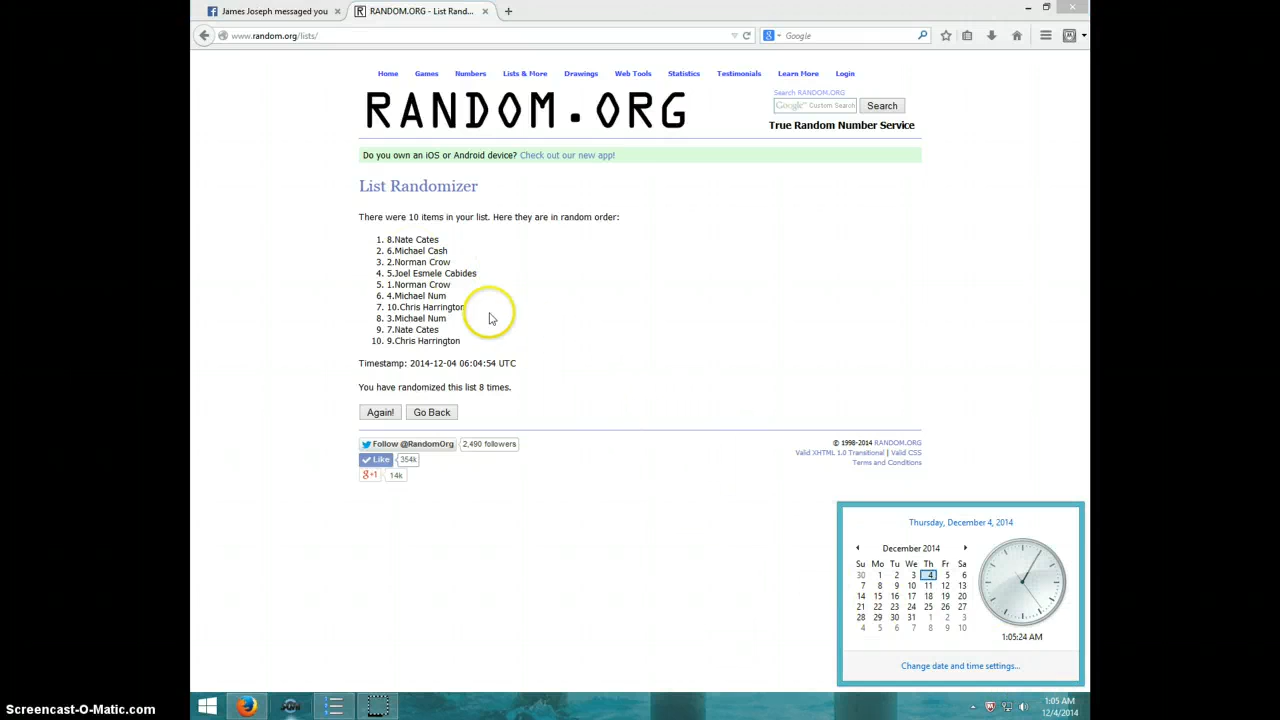 James Joseph messaged you
RANDOM.ORG - List Rand...
www.random.org/lists/
Google
Home Games Numbers Lists & More Drawings Web Tools Statistics Testimonials Learn More Login
RANDOM.ORG
Search RANDOM.ORG
Google™ Custom Search
Search
True Random Number Service
Do you own an iOS or Android device? Check out our new app!
List Randomizer
There were 10 items in your list. Here they are in random order:
1. 8.Nate Cates
2. 6.Michael Cash
3. 2.Norman Crow
4. 5.Joel Esmele Cabides
5. 1.Norman Crow
6. 4.Michael Num
7. 10.Chris Harrington
8. 3.Michael Num
9. 7.Nate Cates
10. 9.Chris Harrington
Timestamp: 2014-12-04 06:04:54 UTC
You have randomized this list 8 times.
Again! Go Back
Follow @RandomOrg 2,490 followers
Like 354k
g+1 14k
© 1998-2014 RANDOM.ORG
Valid XHTML 1.0 Transitional | Valid CSS
Terms and Conditions
Thursday, December 4, 2014
December 2014
Su Mo Tu We Th Fr Sa
30 1 2 3 4 5 6
7 8 9 10 11 12 13
14 15 16 17 18 19 20
21 22 23 24 25 26 27
28 29 30 31 1 2 3
4 5 6 7 8 9 10
1:05:24 AM
Change date and time settings...
1:05 AM
12/4/2014
Screencast-O-Matic.com